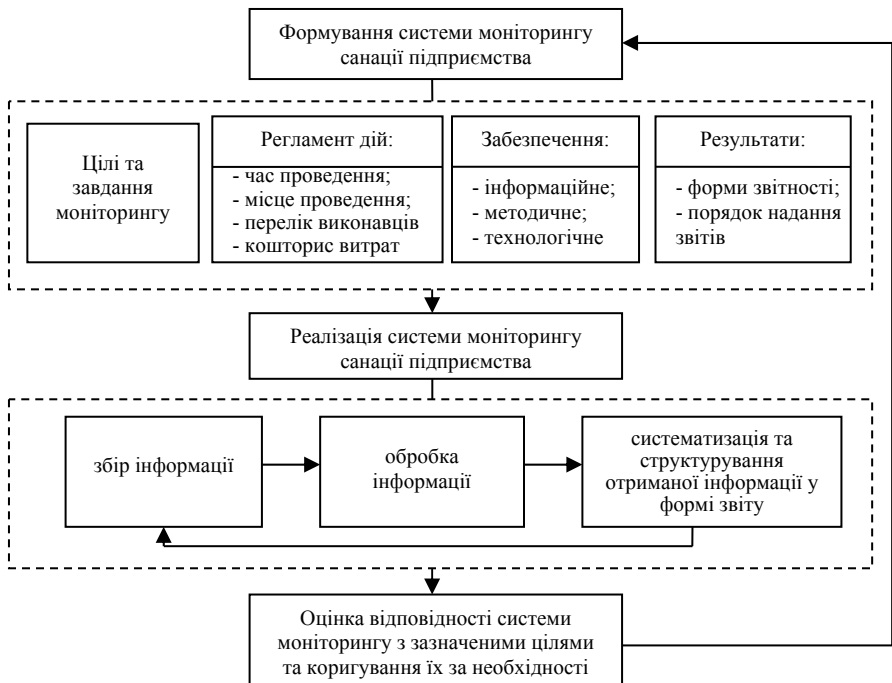 Формування системи моніторингу
санації підприємства
Цілі та
завдання
моніторингу
Регламент дій:
- час проведення;
- місце проведення;
- перелік виконавців
- кошторис витрат
Забезпечення:
- інформаційне;
- методичне;
- технологічне
Результати:
- форми звітності;
- порядок надання
звітів
Реалізація системи моніторингу
санації підприємства
збір інформації
обробка
інформації
систематизація та
структурування
отриманої інформації у
формі звіту
Оцінка відповідності системи
моніторингу з зазначеними цілями
та коригування їх за необхідності